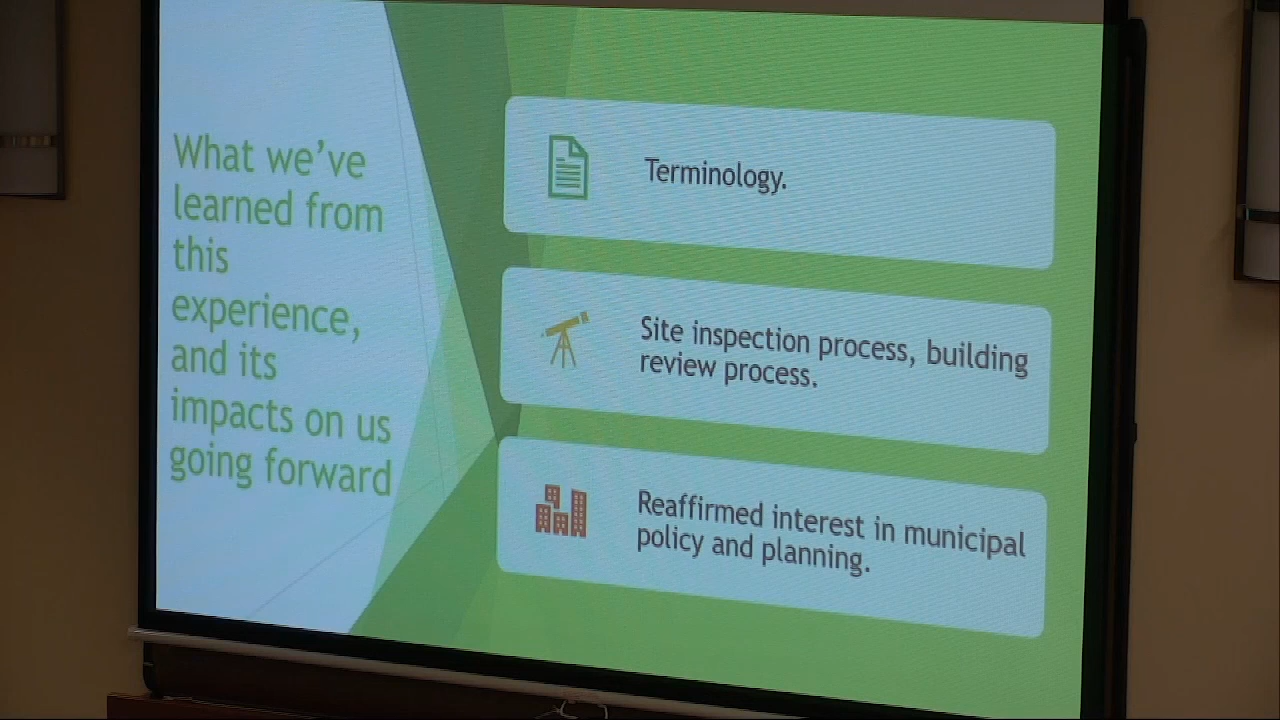 What we've
learned from
this
experience,
and its
impacts on us
going forward
Terminology.
Site inspection process, building
review process.
Reaffirmed interest in municipal
policy and planning.